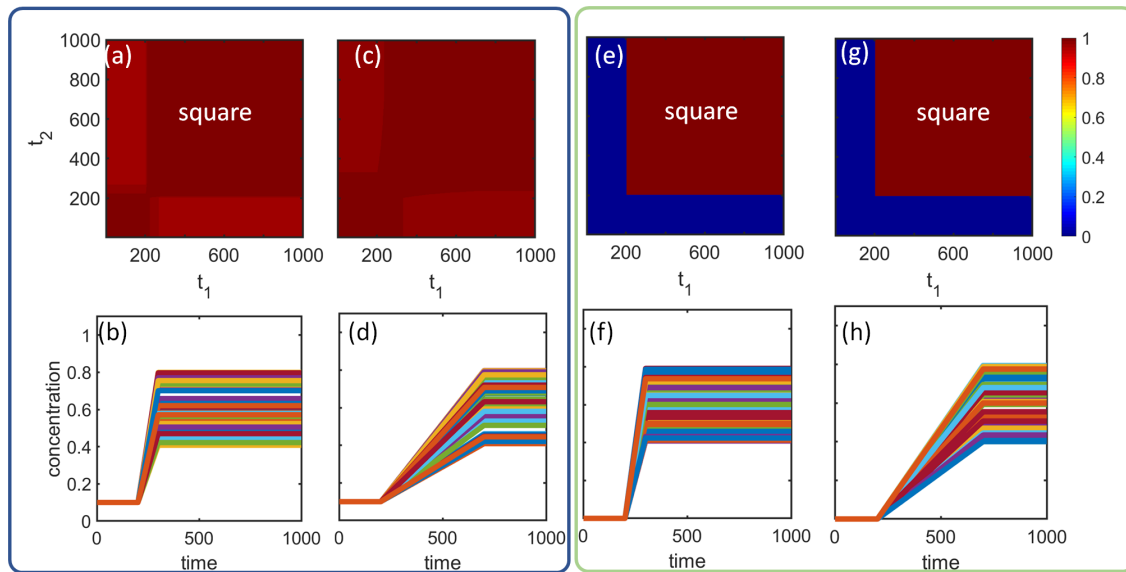 (a)
(c)
(e)
(g)
1000
800
600
400
200
t2
square
square
square
200 600 1000
200 600 1000
200 600 1000
200 600 1000
t1
t1
t1
t1
1
0.8
0.6
0.4
0.2
0
(b)
(d)
(f)
(h)
1
0.8
0.6
0.4
0.2
0
concentration
0 500 1000
0 500 1000
0 500 1000
0 500 1000
time
time
time
time